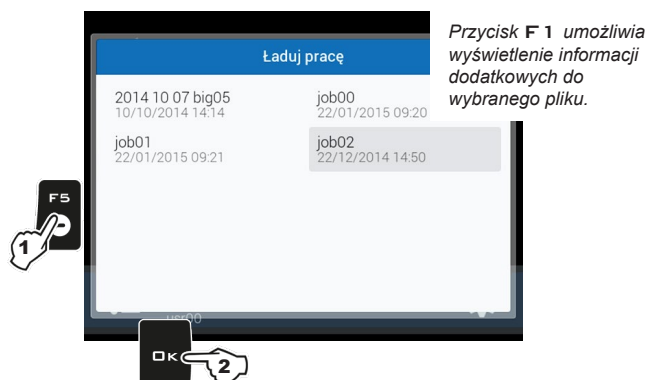 Przycisk F1 umożliwia
wyświetlenie informacji
dodatkowych do
wybranego pliku.
Ładuj pracę
2014 10 07 big05
10/10/2014 14:14
job00
22/01/2015 09:20
job01
22/01/2015 09:21
job02
22/12/2014 14:50
F5
1
usr00
OK
2